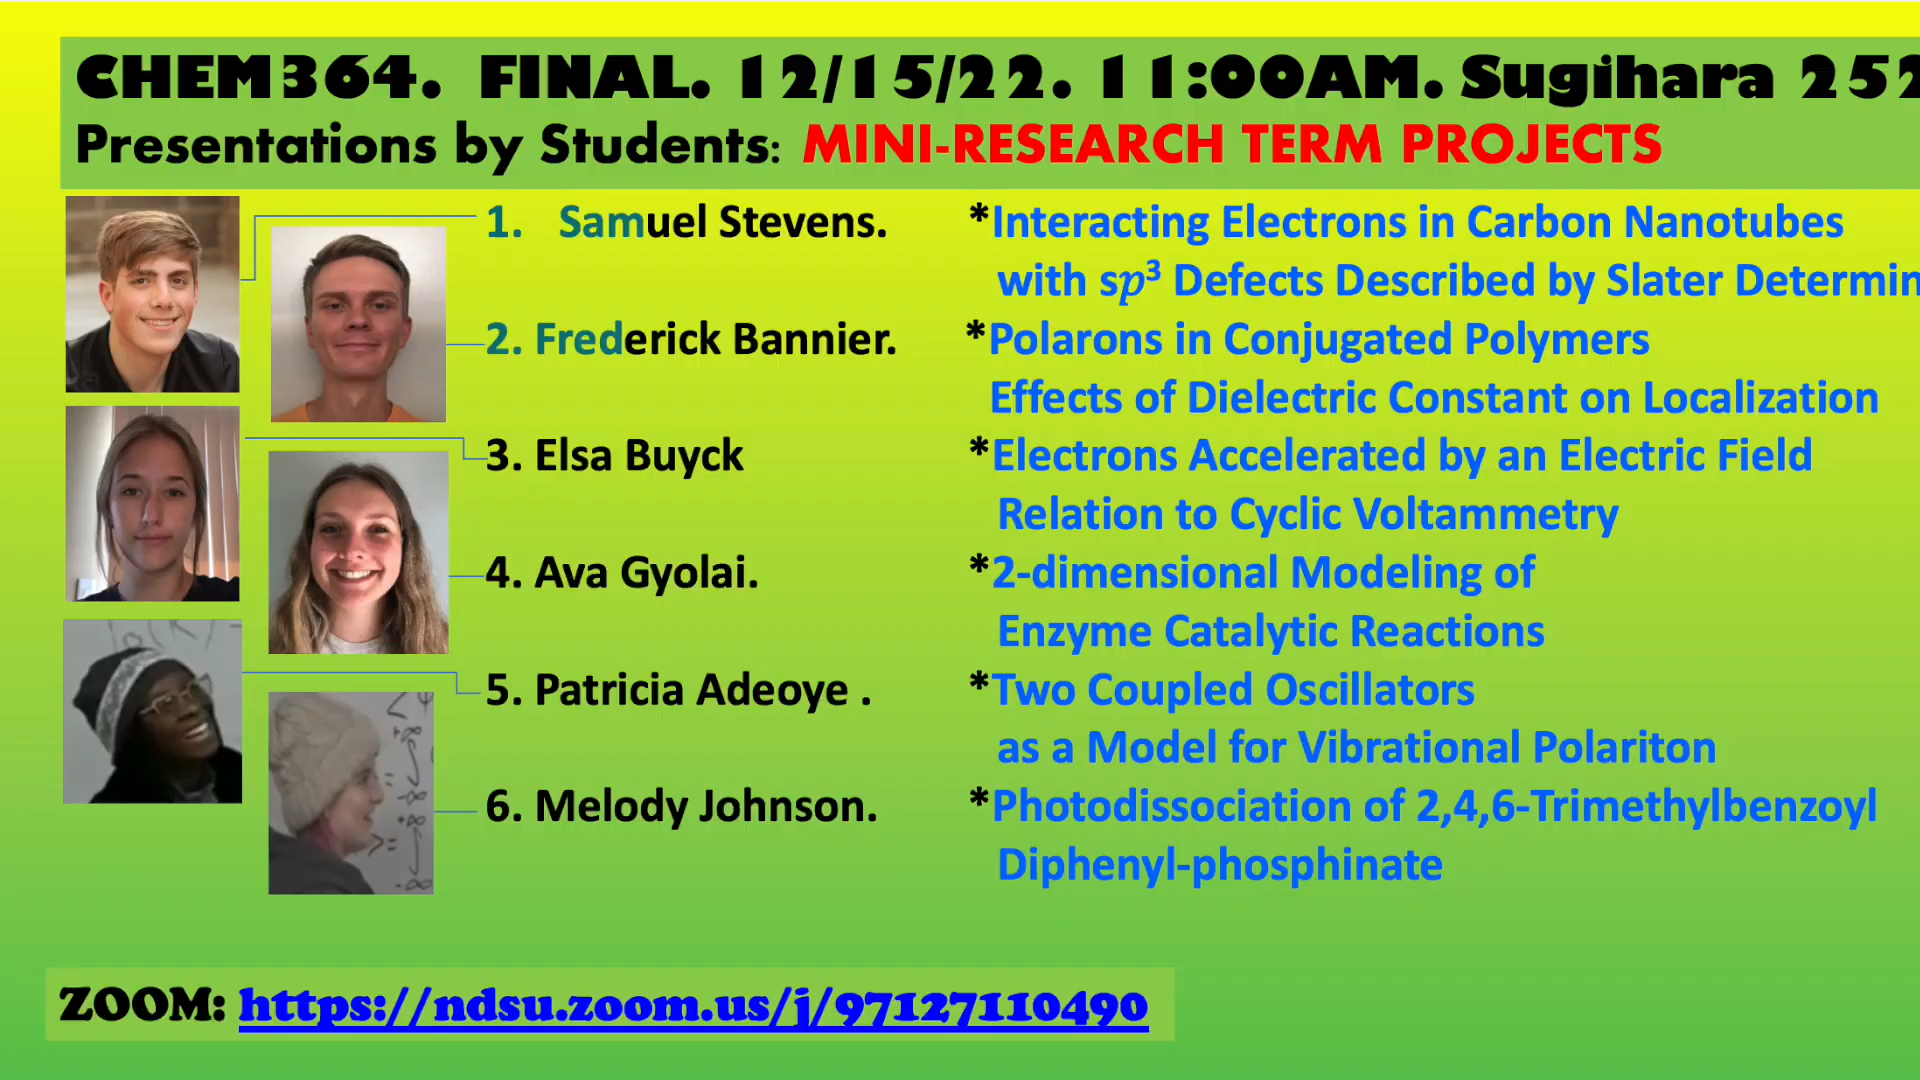 CHEM364. FINAL. 12/15/22. 11:00AM. Sugihara 252
Presentations by Students: MINI-RESEARCH TERM PROJECTS
1. Samuel Stevens. *Interacting Electrons in Carbon Nanotubes
with sp³ Defects Described by Slater Determin
2. Frederick Bannier. *Polarons in Conjugated Polymers
Effects of Dielectric Constant on Localization
3. Elsa Buyck *Electrons Accelerated by an Electric Field
Relation to Cyclic Voltammetry
4. Ava Gyolai. *2-dimensional Modeling of
Enzyme Catalytic Reactions
5. Patricia Adeoye . *Two Coupled Oscillators
as a Model for Vibrational Polariton
6. Melody Johnson. *Photodissociation of 2,4,6-Trimethylbenzoyl
Diphenyl-phosphinate
ZOOM: https://ndsu.zoom.us/j/97127110490